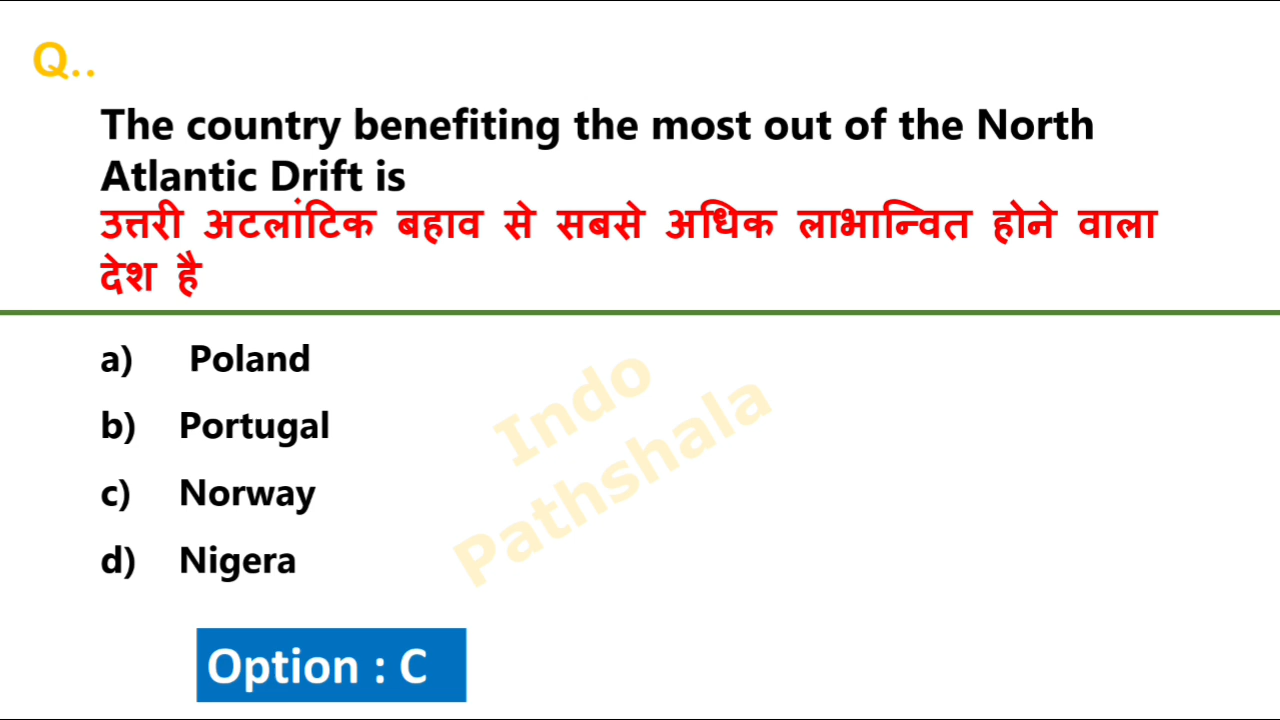 Q..
The country benefiting the most out of the North
Atlantic Drift is
उत्तरी अटलांटिक बहाव से सबसे अधिक लाभान्वित होने वाला
देश है
a) Poland
b) Portugal
c) Norway
d) Nigera
Indo
Pathshala
Option : C